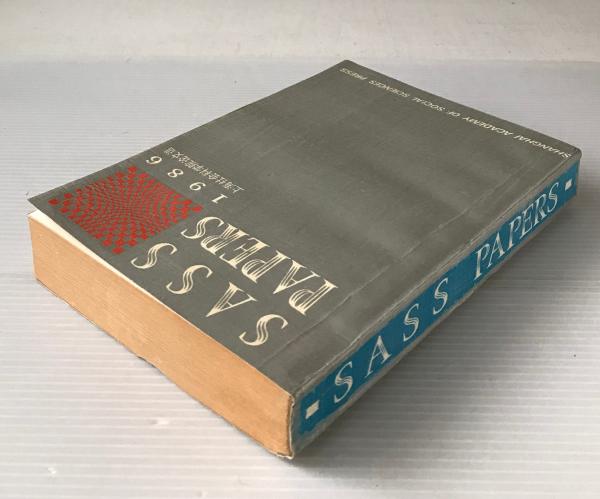 SASS
PAPERS
1986
上海社会科学院论文选
SHANGHAI ACADEMY OF SOCIAL SCIENCES PRESS
SASS PAPERS